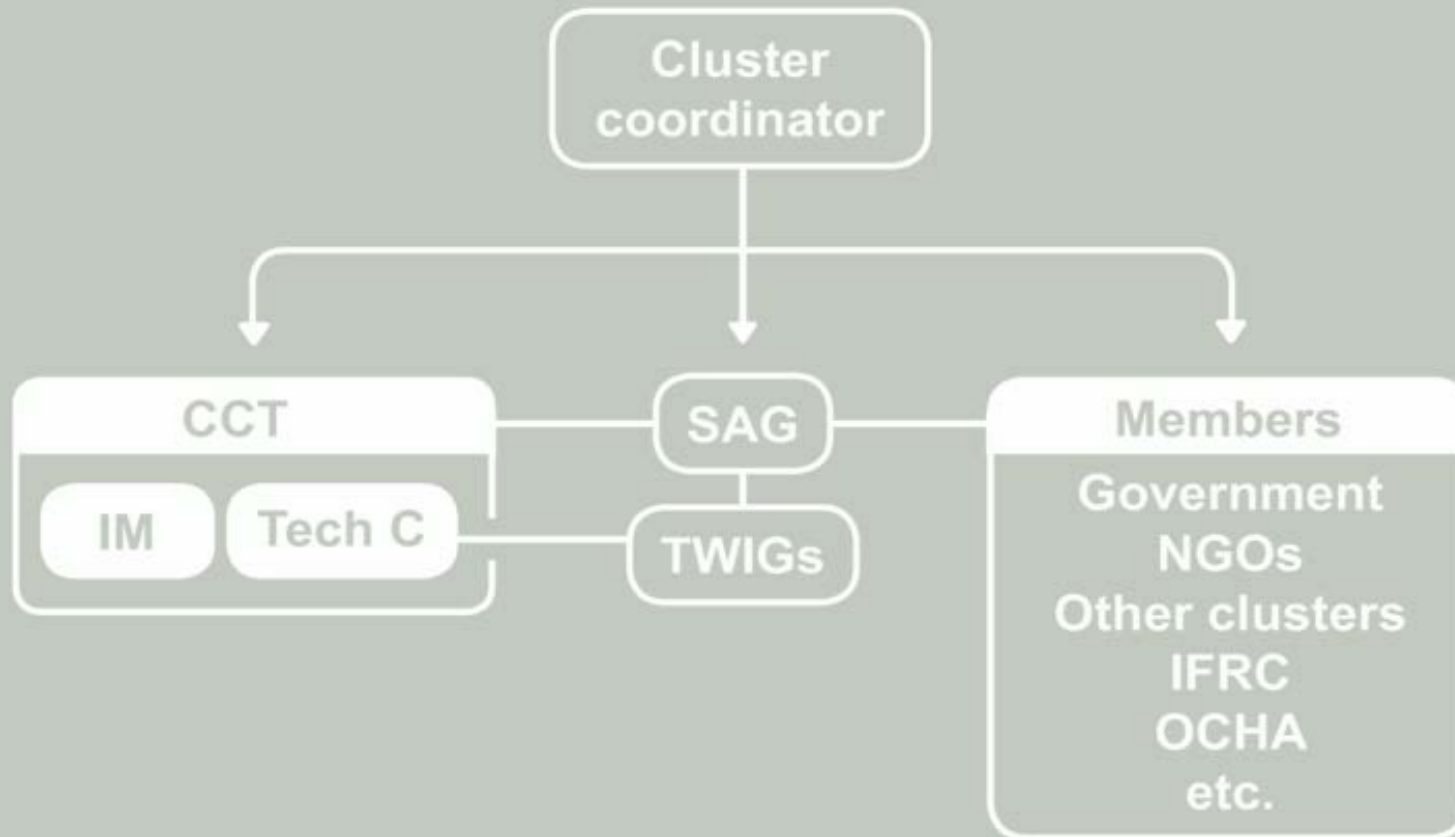 Cluster
coordinator
CCT
IM
Tech C
SAG
TWIGs
Members
Government
NGOs
Other clusters
IFRC
OCHA
etc.